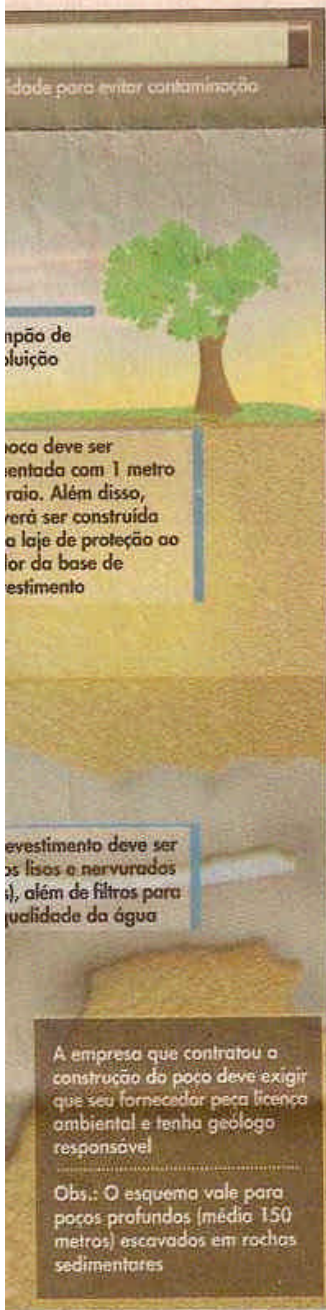 idade para evitar contaminação
mpão de
oluição
boca deve ser
entada com 1 metro
raio. Além disso,
verá ser construída
a laje de proteção ao
or da base de
estimento
evestimento deve ser
os lisos e nervurados
s), além de filtros para
qualidade da água
A empresa que contratou a
construção do poço deve exigir
que seu fornecedor peça licença
ambiental e tenha geólogo
responsável
Obs.: O esquema vale para
poços profundos (média 150
metros) escavados em rochas
sedimentares